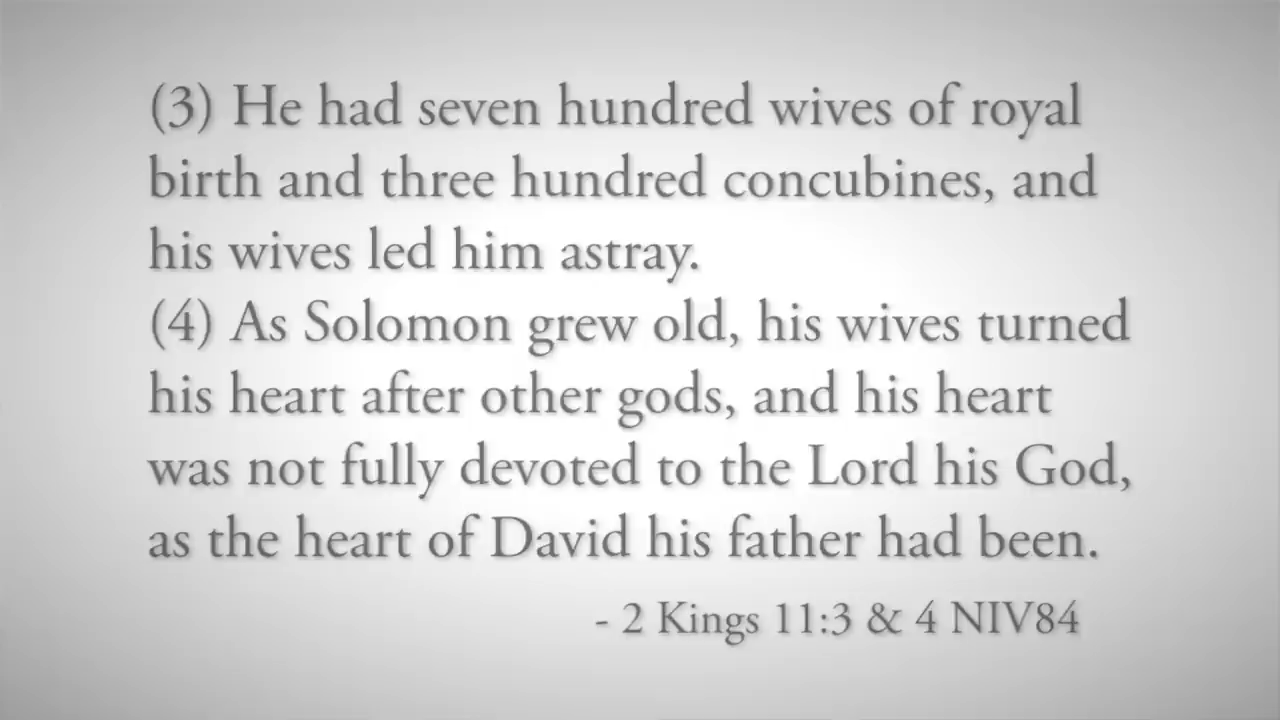 (3) He had seven hundred wives of royal
birth and three hundred concubines, and
his wives led him astray.
(4) As Solomon grew old, his wives turned
his heart after other gods, and his heart
was not fully devoted to the Lord his God,
as the heart of David his father had been.
- 2 Kings 11:3 & 4 NIV84